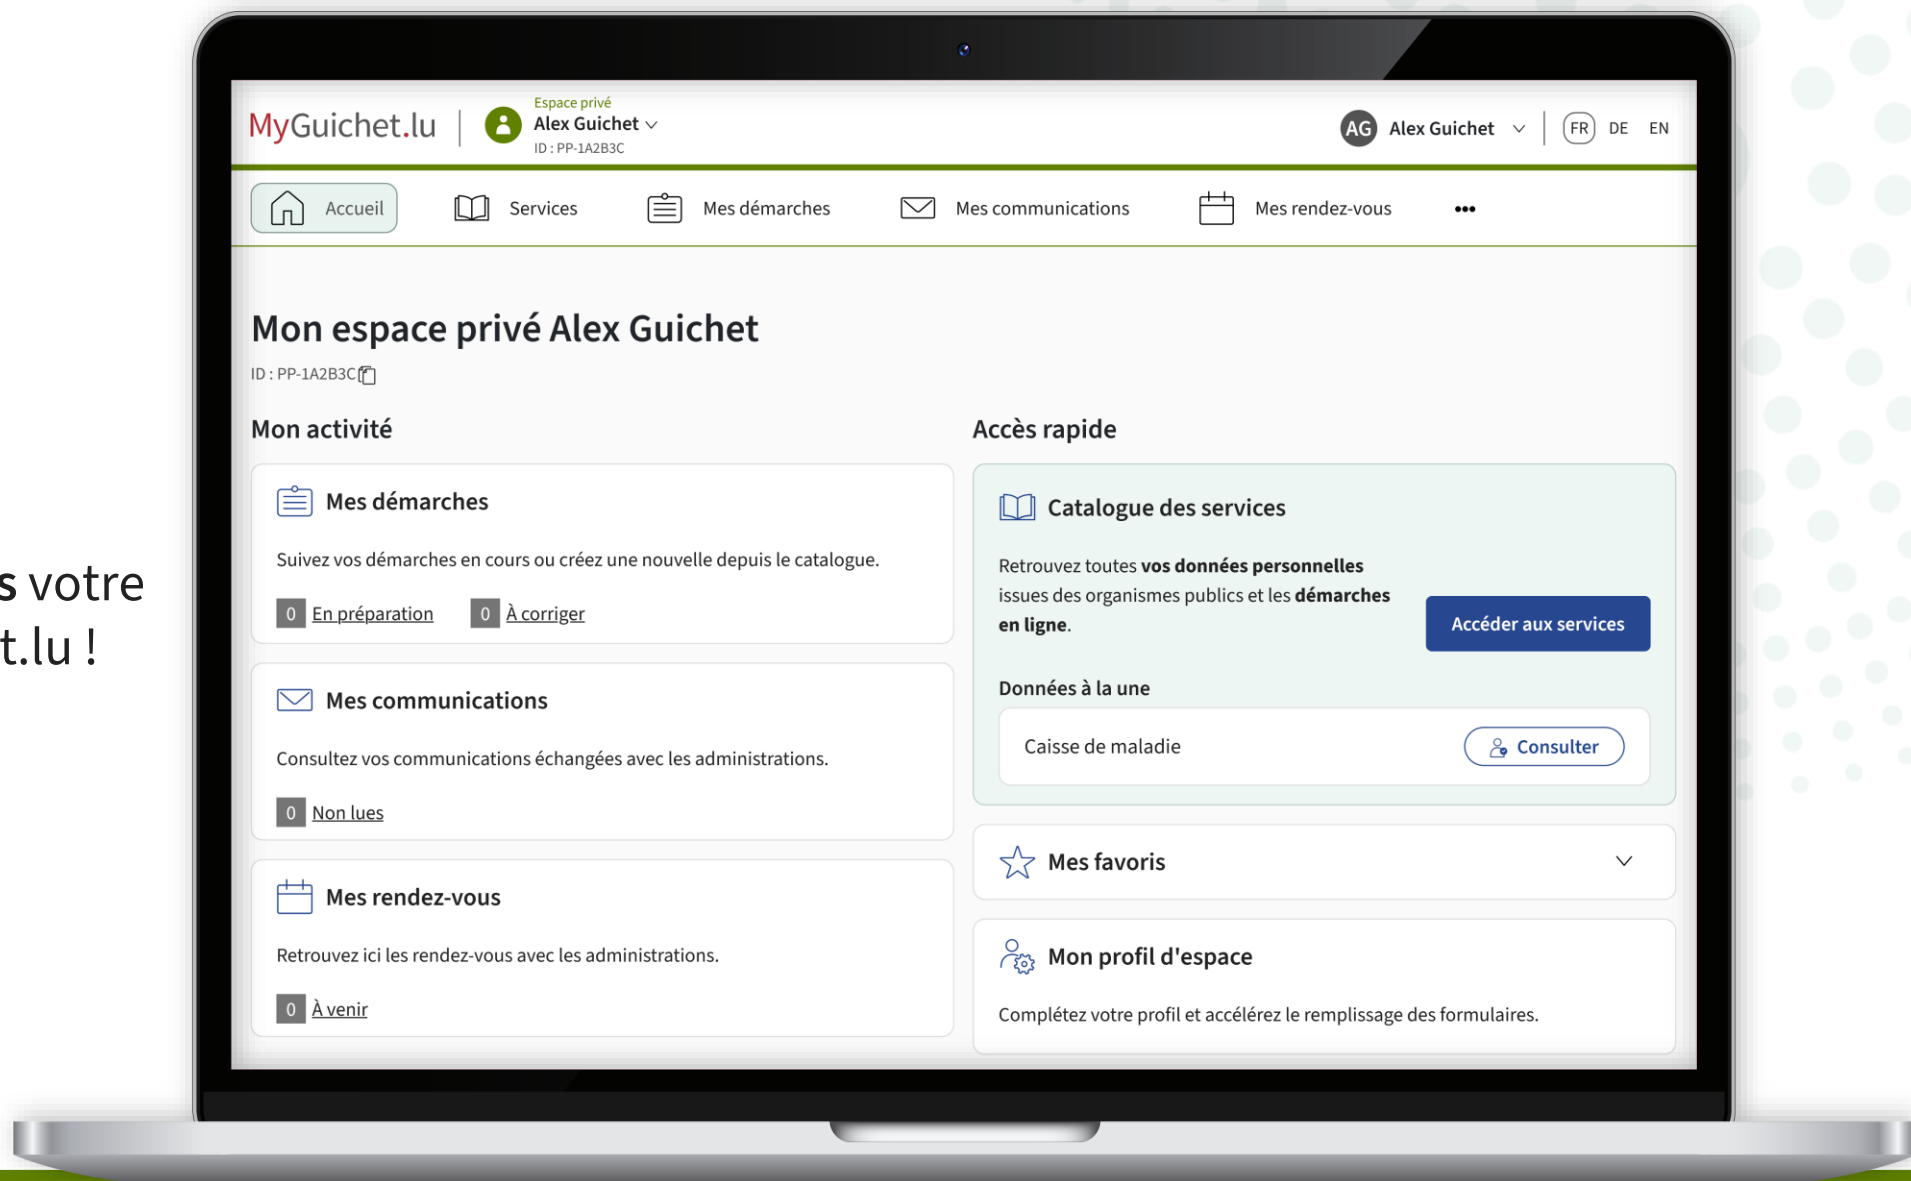 MyGuichet.lu
Espace privé
Alex Guichet
ID : PP-1A2B3C
AG Alex Guichet
FR DE EN
Accueil
Services
Mes démarches
Mes communications
Mes rendez-vous
•••
Mon espace privé Alex Guichet
ID : PP-1A2B3C
Mon activité
Mes démarches
Suivez vos démarches en cours ou créez une nouvelle depuis le catalogue.
0 En préparation 0 À corriger
Mes communications
Consultez vos communications échangées avec les administrations.
0 Non lues
Mes rendez-vous
Retrouvez ici les rendez-vous avec les administrations.
0 À venir
Accès rapide
Catalogue des services
Retrouvez toutes vos données personnelles
issues des organismes publics et les démarches
en ligne.
Accéder aux services
Données à la une
Caisse de maladie
Consulter
Mes favoris
Mon profil d'espace
Complétez votre profil et accélérez le remplissage des formulaires.
s votre
t.lu !